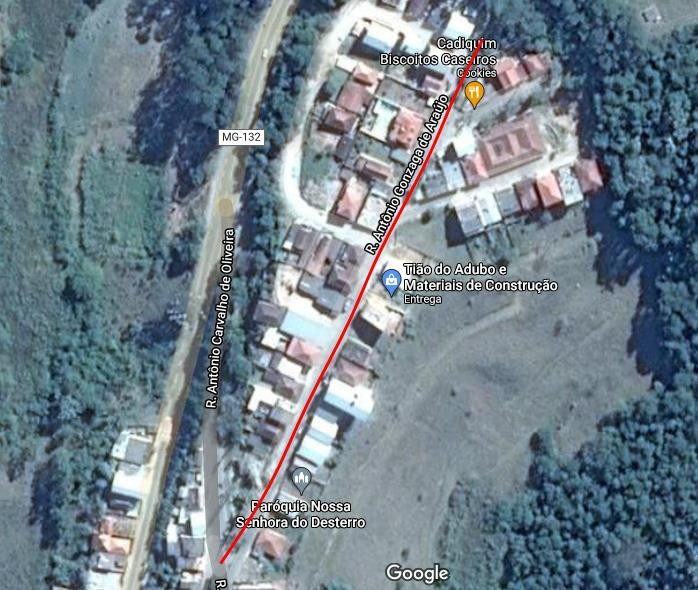 Cadiquim
Biscoitos Caseiros
Cookies
MG-132
R. Antônio Gonzaga de Araújo
R. Antônio Carvalho de Oliveira
Tião do Adubo e
Materiais de Construção
Entrega
Paróquia Nossa
Senhora do Desterro
Google
R.